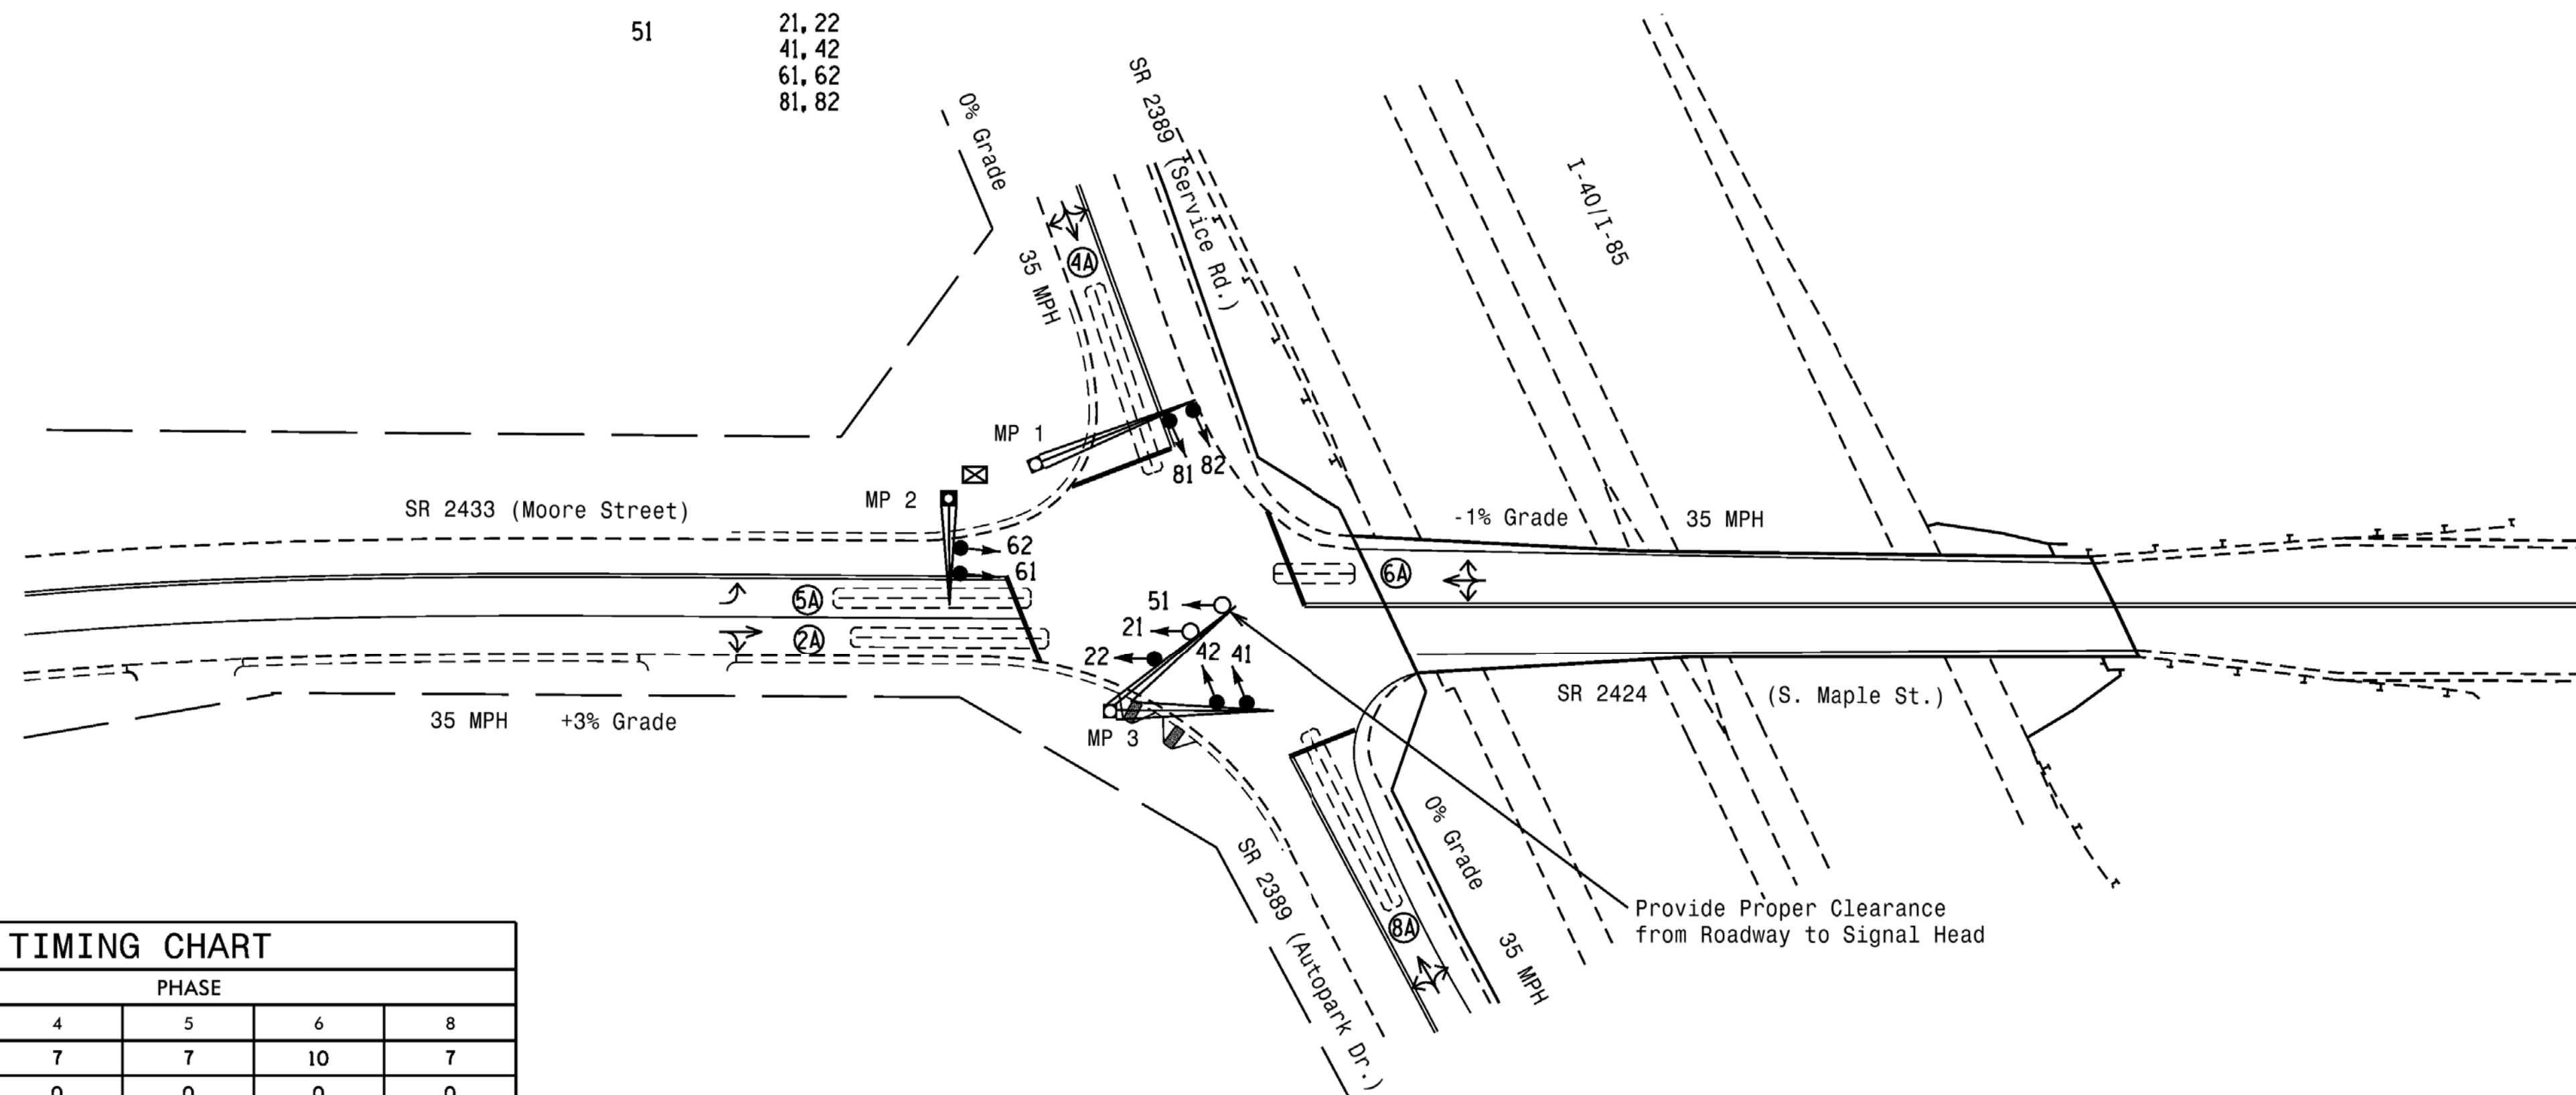 51
21, 22
41, 42
61, 62
81, 82
0% Grade
SR 2389 (Service Rd.)
35 MPH
4A
I-40/I-85
MP 1
81
82
MP 2
SR 2433 (Moore Street)
62
61
-1% Grade
35 MPH
6A
5A
2A
51
21
22
42
41
MP 3
35 MPH
+3% Grade
SR 2424
(S. Maple St.)
0% Grade
SR 2389 (Autopark Dr.)
8A
35 MPH
Provide Proper Clearance
from Roadway to Signal Head
TIMING CHART
PHASE
4 5 6 8
7 7 10 7